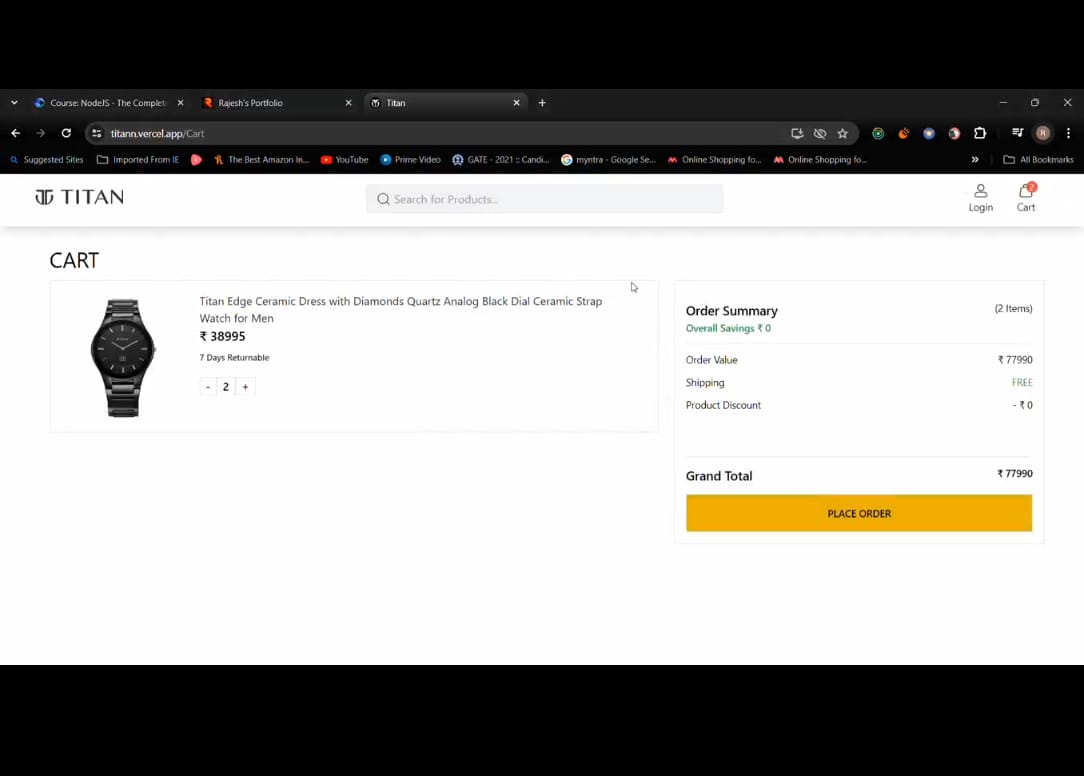 Course: NodeJS - The Complet
Rajesh's Portfolio
Titan
titann.vercel.app/Cart
Suggested Sites
Imported From IE
The Best Amazon In...
YouTube
Prime Video
GATE - 2021 :: Candi...
myntra - Google Se...
Online Shopping fo...
Online Shopping fo...
All Bookmarks
TITAN
Search for Products...
Login
2
Cart
CART
Titan Edge Ceramic Dress with Diamonds Quartz Analog Black Dial Ceramic Strap
Watch for Men
₹ 38995
7 Days Returnable
- 2 +
Order Summary (2 Items)
Overall Savings ₹ 0
Order Value ₹ 77990
Shipping FREE
Product Discount - ₹ 0
Grand Total ₹ 77990
PLACE ORDER